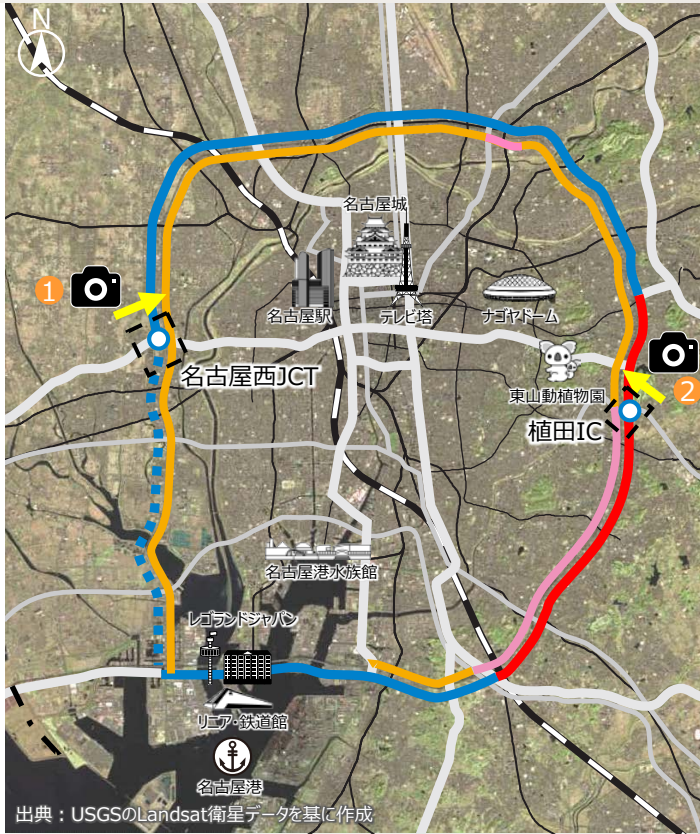 N
名古屋城
1
名古屋駅
テレビ塔
ナゴヤドーム
名古屋西JCT
東山動植物園
2
植田IC
名古屋港水族館
レゴランドジャパン
リニア・鉄道館
名古屋港
出典：USGSのLandsat衛星データを基に作成